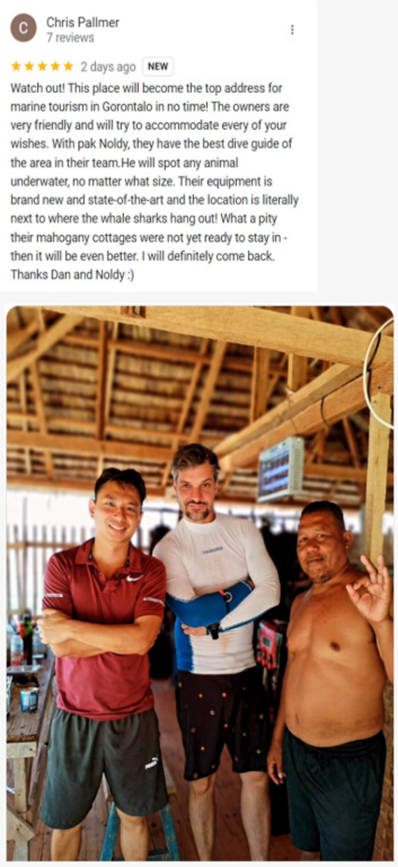 Chris Pallmer
7 reviews
C
2 days ago NEW
Watch out! This place will become the top address for
marine tourism in Gorontalo in no time! The owners are
very friendly and will try to accommodate every of your
wishes. With pak Noldy, they have the best dive guide of
the area in their team.He will spot any animal
underwater, no matter what size. Their equipment is
brand new and state-of-the-art and the location is literally
next to where the whale sharks hang out! What a pity
their mahogany cottages were not yet ready to stay in -
then it will be even better. I will definitely come back.
Thanks Dan and Noldy :)